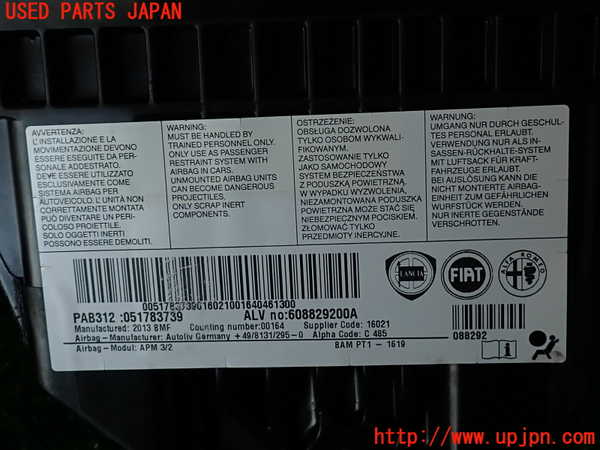 USED PARTS JAPAN
AVVERTENZA:
L'INSTALLAZIONE E LA
MOVIMENTAZIONE DEVONO
ESSERE ESEGUITE DA PER-
SONALE ADDESTRATO.
DEVE ESSERE UTILIZZATO
ESCLUSIVAMENTE COME
SISTEMA AIRBAG PER
AUTOVEICOLO. L'UNITÀ NON
CORRETTAMENTE MONTATA
PUÒ DIVENTARE UN PERI-
COLOSO PROIETTILE.
SOLO OGGETTI INERTI
POSSONO ESSERE DEMOLITI.
WARNING:
MUST BE HANDLED BY
TRAINED PERSONNEL ONLY.
ONLY USE AS PASSENGER
RESTRAINT SYSTEM WITH
AIRBAG IN CARS.
UNMOUNTED AIRBAG UNITS
CAN BECOME DANGEROUS
PROJECTILES.
ONLY SCRAP INERT
COMPONENTS.
OSTRZEŻENIE:
OBSŁUGA DOZWOLONA
TYLKO OSOBOM WYKWALI-
FIKOWANYM.
ZASTOSOWANIE TYLKO
JAKO SAMOCHODOWY
SYSTEM BEZPIECZEŃSTWA
Z PODUSZKĄ POWIETRZNĄ.
W WYPADKU ZWOLENIA,
NIEZAMONTOWANA PODUSZKA
POWIETRZNA MOŻE STAĆ SIĘ
NIEBEZPIECZNYM POCISKIEM.
ZŁOMOWAĆ TYLKO
PRZEDMIOTY INERCYJNE.
WARNUNG:
UMGANG NUR DURCH GESCHUL-
TES PERSONAL ERLAUBT.
VERWENDUNG NUR ALS IN-
SASSEN-RÜCKHALTE-SYSTEM
MIT LUFTSACK FÜR KRAFT-
FAHRZEUGE ERLAUBT.
BEI AUSLÖSUNG KANN DIE
NICHT MONTIERTE AIRBAG-
EINHEIT ZUM GEFÄHRLICHEN
WURFSTÜCK WERDEN.
NUR INERTE GEGENSTÄNDE
VERSCHROTTEN.
LANCIA
FIAT
ALFA ROMEO
0051783739016021001640461300
PAB312 :051783739 ALV no:608829200A
Manufactured: 2013 BMF Counting number:00164 Supplier Code: 16021
Airbag - Manufacturer: Autoliv Germany +49/8131/295-0 Alpha Code: C 485
Airbag-Modul: APM 3/2 BAM PT1 - 1619
088292
http://www.upjpn.com